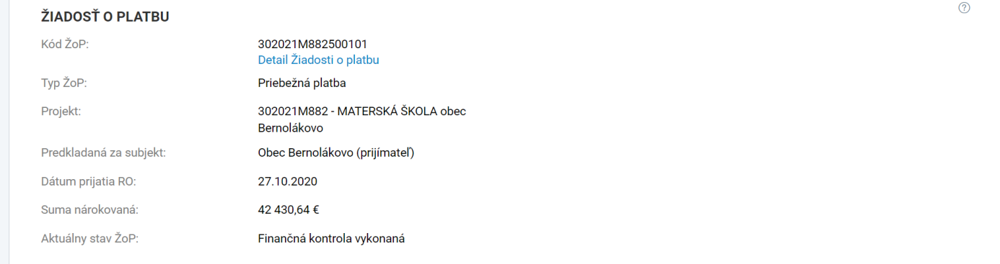 ŽIADOSŤ O PLATBU
Kód ŽoP: 302021M882500101
Detail Žiadosti o platbu
Typ ŽoP: Priebežná platba
Projekt: 302021M882 - MATERSKÁ ŠKOLA obec
Bernolákovo
Predkladaná za subjekt: Obec Bernolákovo (prijímateľ)
Dátum prijatia RO: 27.10.2020
Suma nárokovaná: 42 430,64 €
Aktuálny stav ŽoP: Finančná kontrola vykonaná